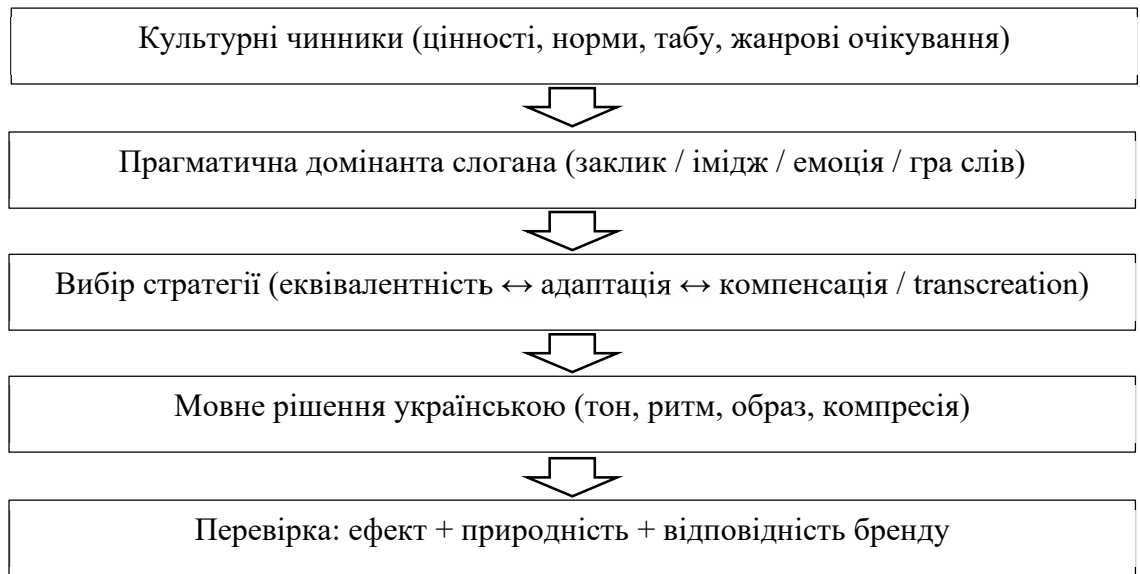 Культурні чинники (цінності, норми, табу, жанрові очікування)
Прагматична домінанта слогана (заклик / імідж / емоція / гра слів)
Вибір стратегії (еквівалентність ↔ адаптація ↔ компенсація / transcreation)
Мовне рішення українською (тон, ритм, образ, компресія)
Перевірка: ефект + природність + відповідність бренду